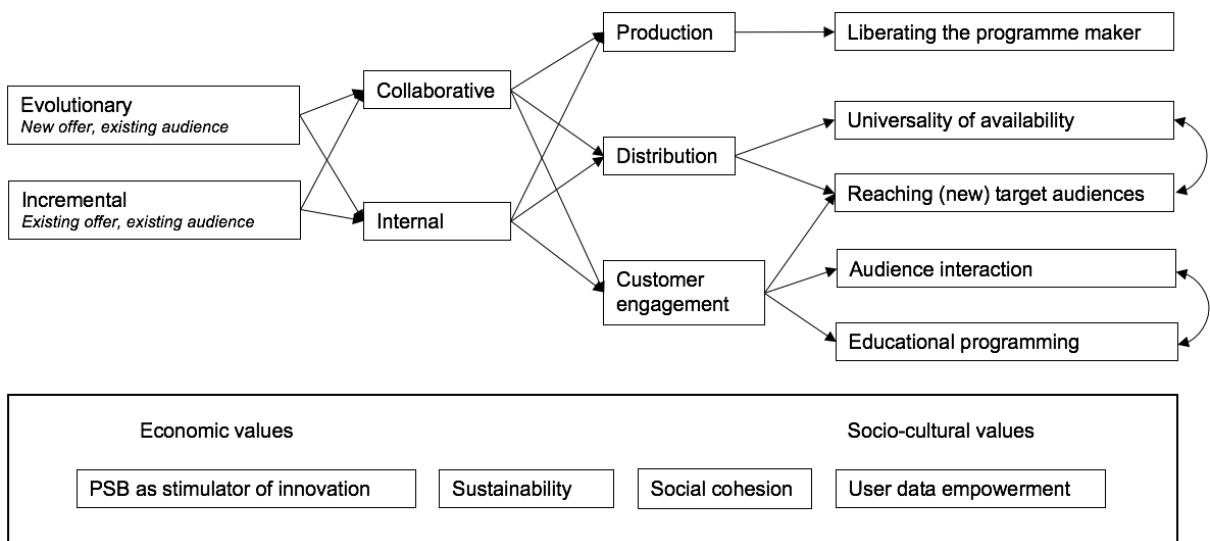 Evolutionary
New offer, existing audience
Incremental
Existing offer, existing audience
Collaborative
Internal
Production
Distribution
Customer
engagement
Liberating the programme maker
Universality of availability
Reaching (new) target audiences
Audience interaction
Educational programming
Economic values
Socio-cultural values
PSB as stimulator of innovation
Sustainability
Social cohesion
User data empowerment